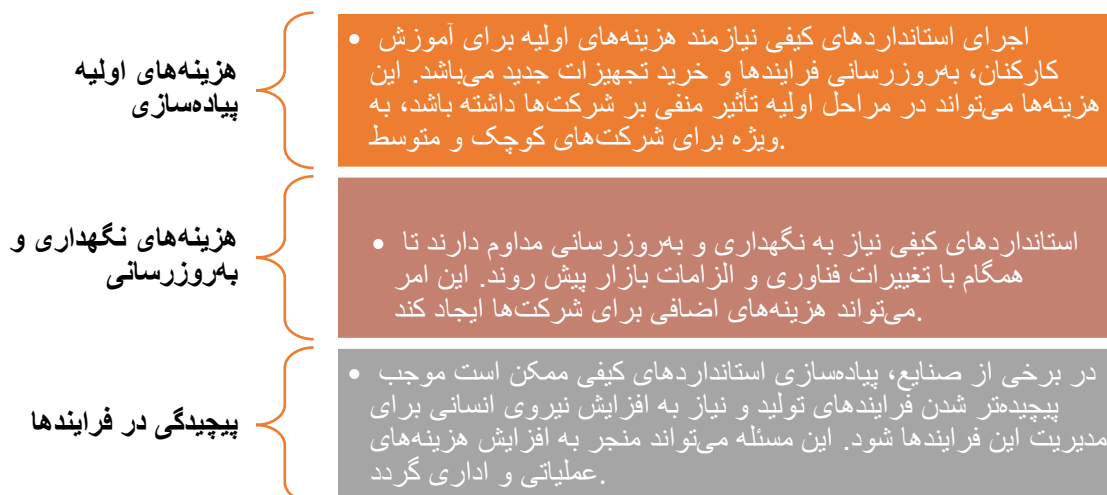 هزینه‌های اولیه
پیاده‌سازی
• اجرای استانداردهای کیفی نیازمند هزینه‌های اولیه برای آموزش
کارکنان، به‌روزرسانی فرایندها و خرید تجهیزات جدید می‌باشد. این
هزینه‌ها می‌تواند در مراحل اولیه تأثیر منفی بر شرکت‌ها داشته باشد، به
ویژه برای شرکت‌های کوچک و متوسط.
هزینه‌های نگهداری و
به‌روزرسانی
• استانداردهای کیفی نیاز به نگهداری و به‌روزرسانی مداوم دارند تا
همگام با تغییرات فناوری و الزامات بازار پیش روند. این امر
می‌تواند هزینه‌های اضافی برای شرکت‌ها ایجاد کند.
پیچیدگی در فرایندها
• در برخی از صنایع، پیاده‌سازی استانداردهای کیفی ممکن است موجب
پیچیده‌تر شدن فرایندهای تولید و نیاز به افزایش نیروی انسانی برای
مدیریت این فرایندها شود. این مسئله می‌تواند منجر به افزایش هزینه‌های
عملیاتی و اداری گردد.